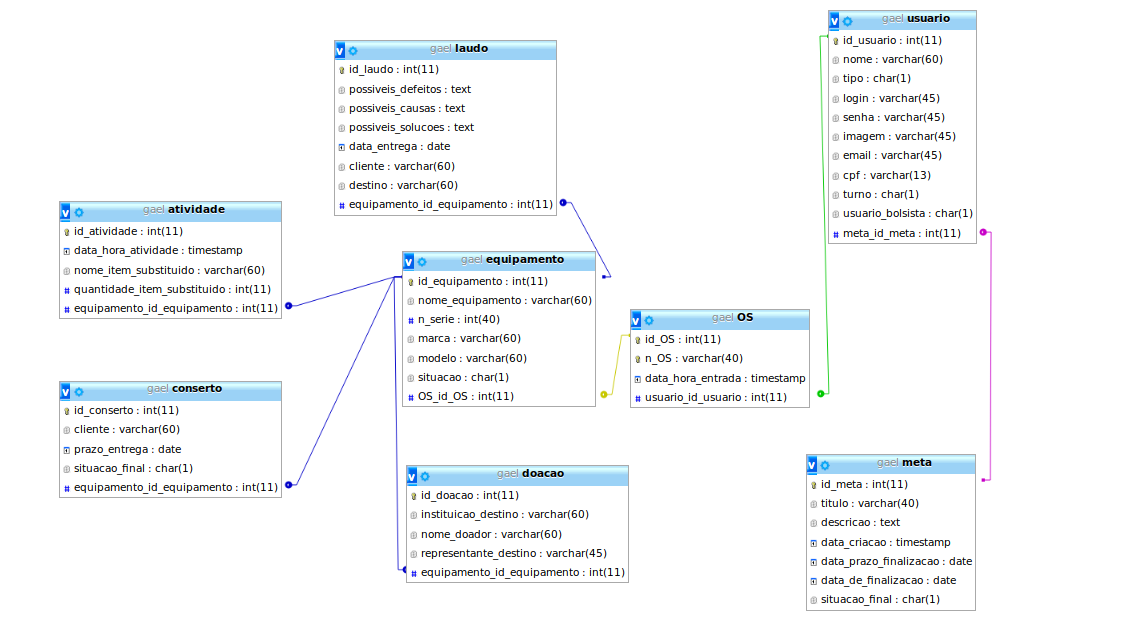 gael usuario
id_usuario : int(11)
nome : varchar(60)
tipo : char(1)
login : varchar(45)
senha : varchar(45)
imagem : varchar(45)
email : varchar(45)
cpf : varchar(13)
turno : char(1)
usuario_bolsista : char(1)
meta_id_meta : int(11)
gael laudo
id_laudo : int(11)
possiveis_defeitos : text
possiveis_causas : text
possiveis_solucoes : text
data_entrega : date
cliente : varchar(60)
destino : varchar(60)
equipamento_id_equipamento : int(11)
gael atividade
id_atividade : int(11)
data_hora_atividade : timestamp
nome_item_substituido : varchar(60)
quantidade_item_substituido : int(11)
equipamento_id_equipamento : int(11)
gael equipamento
id_equipamento : int(11)
nome_equipamento : varchar(60)
n_serie : int(40)
marca : varchar(60)
modelo : varchar(60)
situacao : char(1)
OS_id_OS : int(11)
gael OS
id_OS : int(11)
n_OS : varchar(40)
data_hora_entrada : timestamp
usuario_id_usuario : int(11)
gael conserto
id_conserto : int(11)
cliente : varchar(60)
prazo_entrega : date
situacao_final : char(1)
equipamento_id_equipamento : int(11)
gael doacao
id_doacao : int(11)
instituicao_destino : varchar(60)
nome_doador : varchar(60)
representante_destino : varchar(45)
equipamento_id_equipamento : int(11)
gael meta
id_meta : int(11)
titulo : varchar(40)
descricao : text
data_criacao : timestamp
data_prazo_finalizacao : date
data_de_finalizacao : date
situacao_final : char(1)